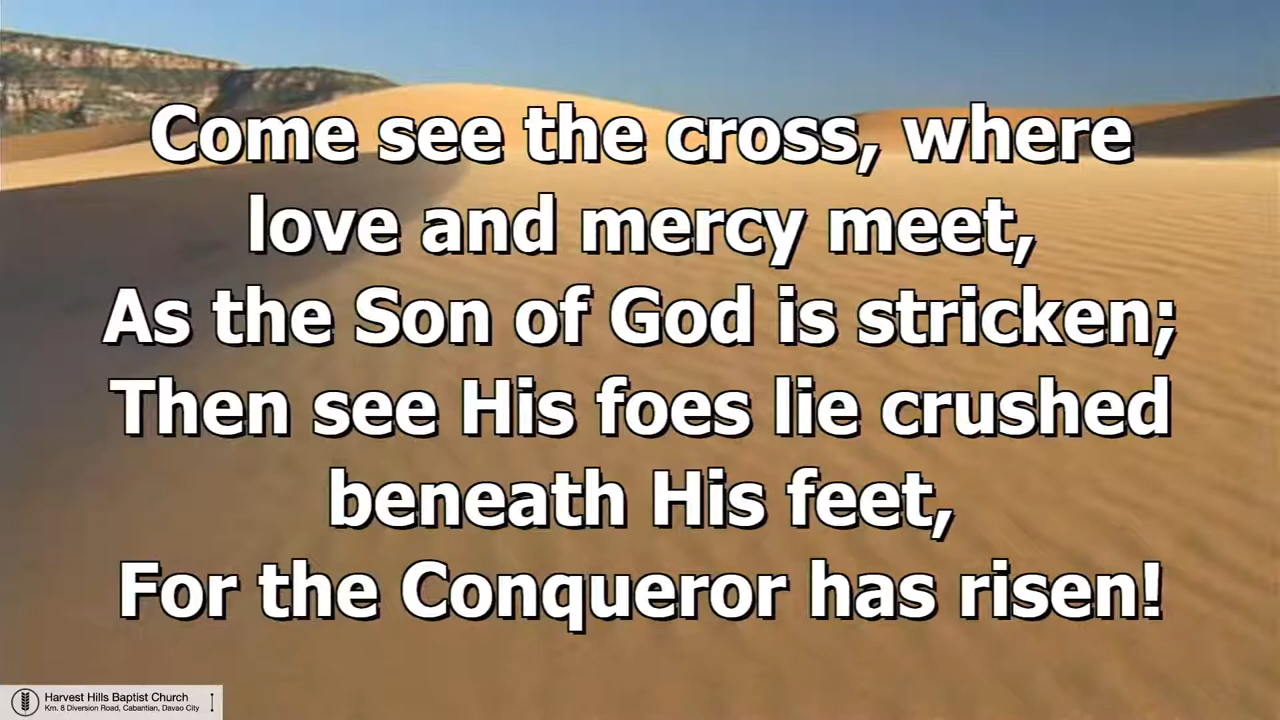 Come see the cross, where
love and mercy meet,
As the Son of God is stricken;
Then see His foes lie crushed
beneath His feet,
For the Conqueror has risen!
Harvest Hills Baptist Church
Km. 8 Diversion Road, Cabantian, Davao City